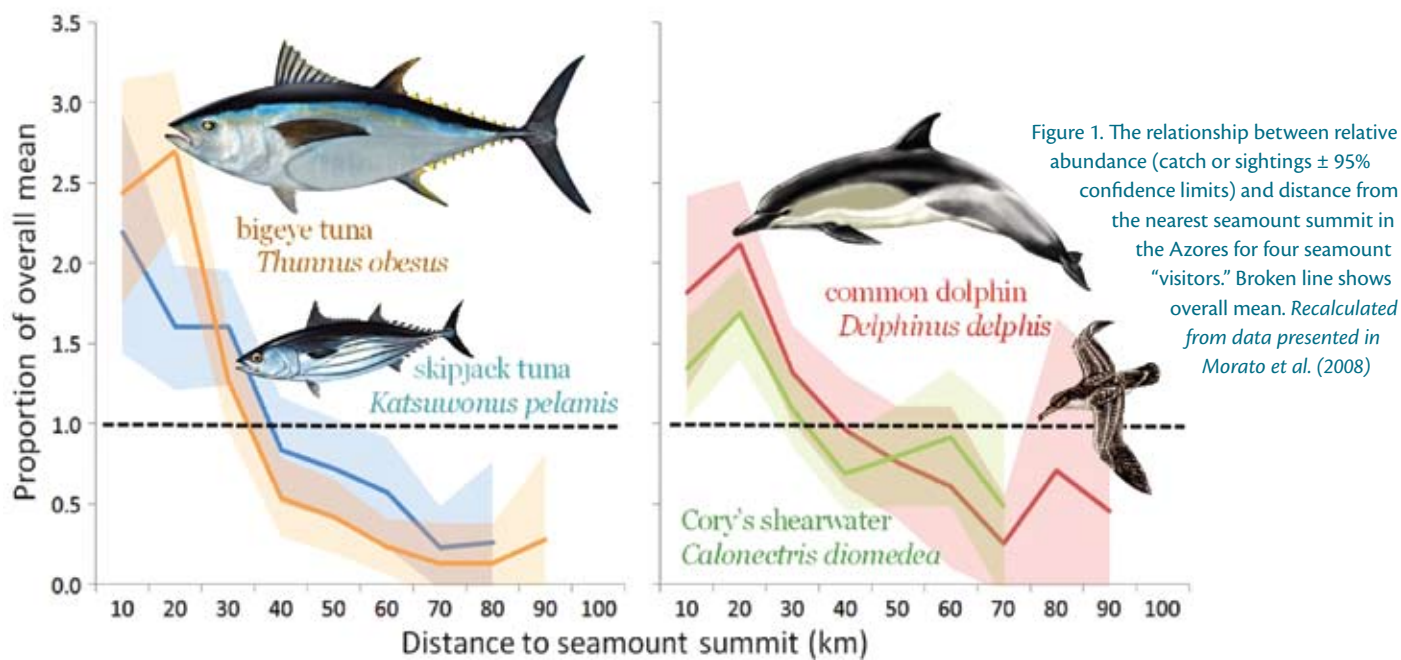 Proportion of overall mean
3.5
3.0
2.5
2.0
1.5
1.0
0.5
0.0
bigeye tuna
Thunnus obesus
skipjack tuna
Katsuwonus pelamis
10 20 30 40 50 60 70 80 90 100
common dolphin
Delphinus delphis
Cory's shearwater
Calonectris diomedea
10 20 30 40 50 60 70 80 90 100
Distance to seamount summit (km)
Figure 1. The relationship between relative
abundance (catch or sightings ± 95%
confidence limits) and distance from
the nearest seamount summit in
the Azores for four seamount
“visitors.” Broken line shows
overall mean. Recalculated
from data presented in
Morato et al. (2008)